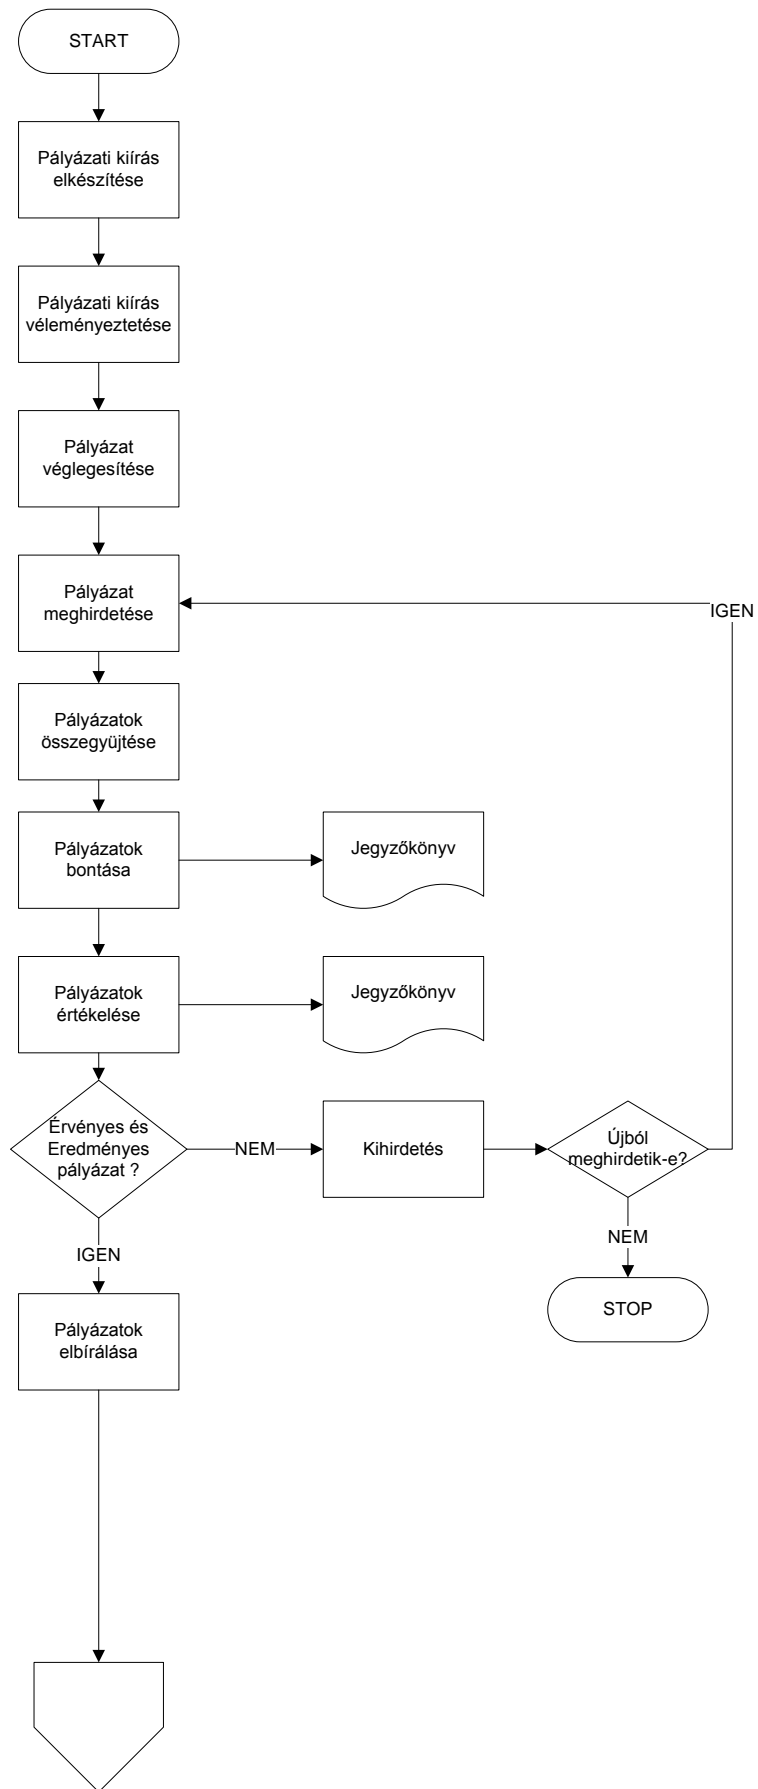 START
Pályázati kiírás
elkészítése
Pályázati kiírás
véleményeztetése
Pályázat
véglegesítése
Pályázat
meghirdetése
IGEN
Pályázatok
összegyüjtése
Pályázatok
bontása
Jegyzőkönyv
Pályázatok
értékelése
Jegyzőkönyv
Érvényes és
Eredményes
pályázat ?
NEM
Kihirdetés
Újból
meghirdetik-e?
IGEN
NEM
Pályázatok
elbírálása
STOP